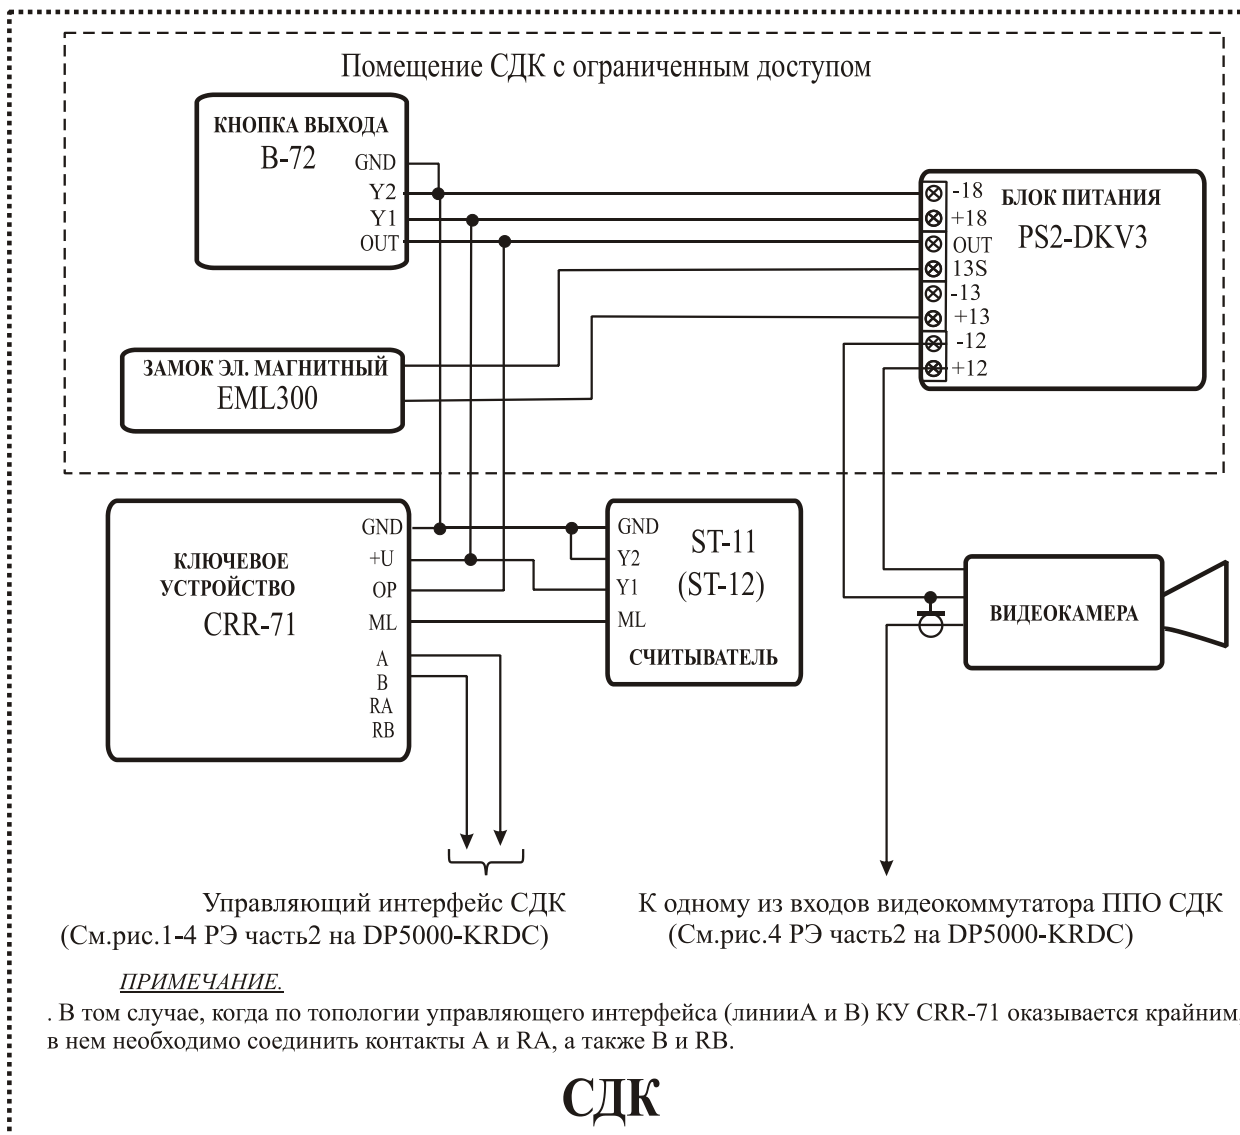 Помещение СДК с ограниченным доступом
КНОПКА ВЫХОДА
B-72
GND
Y2
Y1
OUT
БЛОК ПИТАНИЯ
PS2-DKV3
-18
+18
OUT
13S
-13
+13
-12
+12
ЗАМОК ЭЛ. МАГНИТНЫЙ
EML300
КЛЮЧЕВОЕ
УСТРОЙСТВО
CRR-71
GND
+U
OP
ML
A
B
RA
RB
GND
Y2
Y1
ML
ST-11
(ST-12)
СЧИТЫВАТЕЛЬ
ВИДЕОКАМЕРА
Управляющий интерфейс СДК
(См.рис.1-4 РЭ часть2 на DP5000-KRDC)
К одному из входов видеокоммутатора ППО СДК
(См.рис.4 РЭ часть2 на DP5000-KRDC)
ПРИМЕЧАНИЕ.
. В том случае, когда по топологии управляющего интерфейса (линииА и В) КУ CRR-71 оказывается крайним,
в нем необходимо соединить контакты А и RA, а также В и RB.
СДК